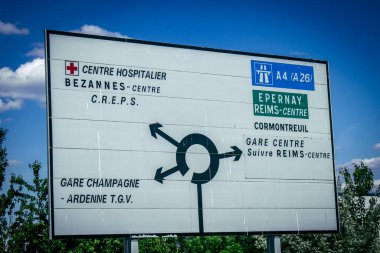 CENTRE HOSPITALIER
BEZANNES-CENTRE
C.R.E.P.S.
A4 (A26)
EPERNAY
REIMS-CENTRE
CORMONTREUIL
GARE CENTRE
Suivre REIMS-CENTRE
GARE CHAMPAGNE
- ARDENNE T.G.V.